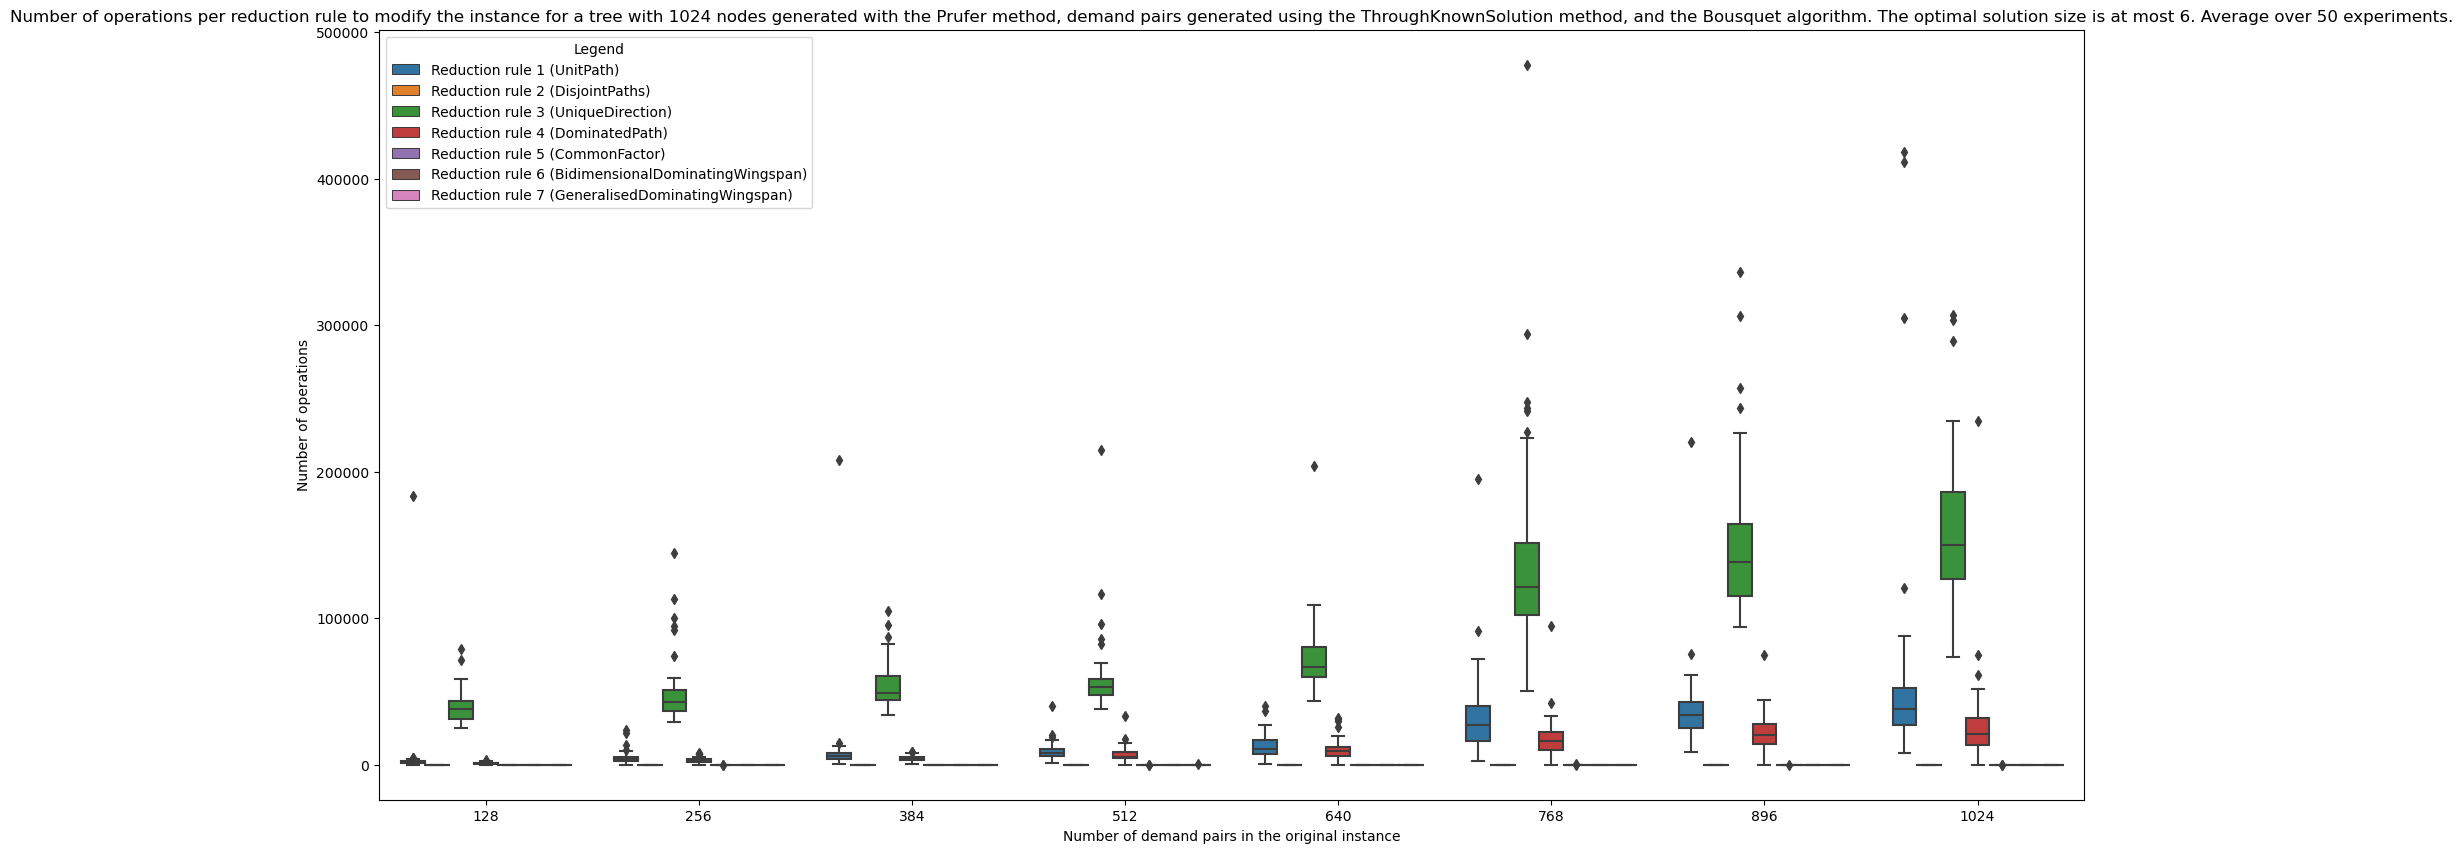 Number of operations per reduction rule to modify the instance for a tree with 1024 nodes generated with the Prufer method, demand pairs generated using the ThroughKnownSolution method, and the Bousquet algorithm. The optimal solution size is at most 6. Average over 50 experiments.
Legend
Reduction rule 1 (UnitPath)
Reduction rule 2 (DisjointPaths)
Reduction rule 3 (UniqueDirection)
Reduction rule 4 (DominatedPath)
Reduction rule 5 (CommonFactor)
Reduction rule 6 (BidimensionalDominatingWingspan)
Reduction rule 7 (GeneralisedDominatingWingspan)
Number of operations
500000
400000
300000
200000
100000
0
128 256 384 512 640 768 896 1024
Number of demand pairs in the original instance